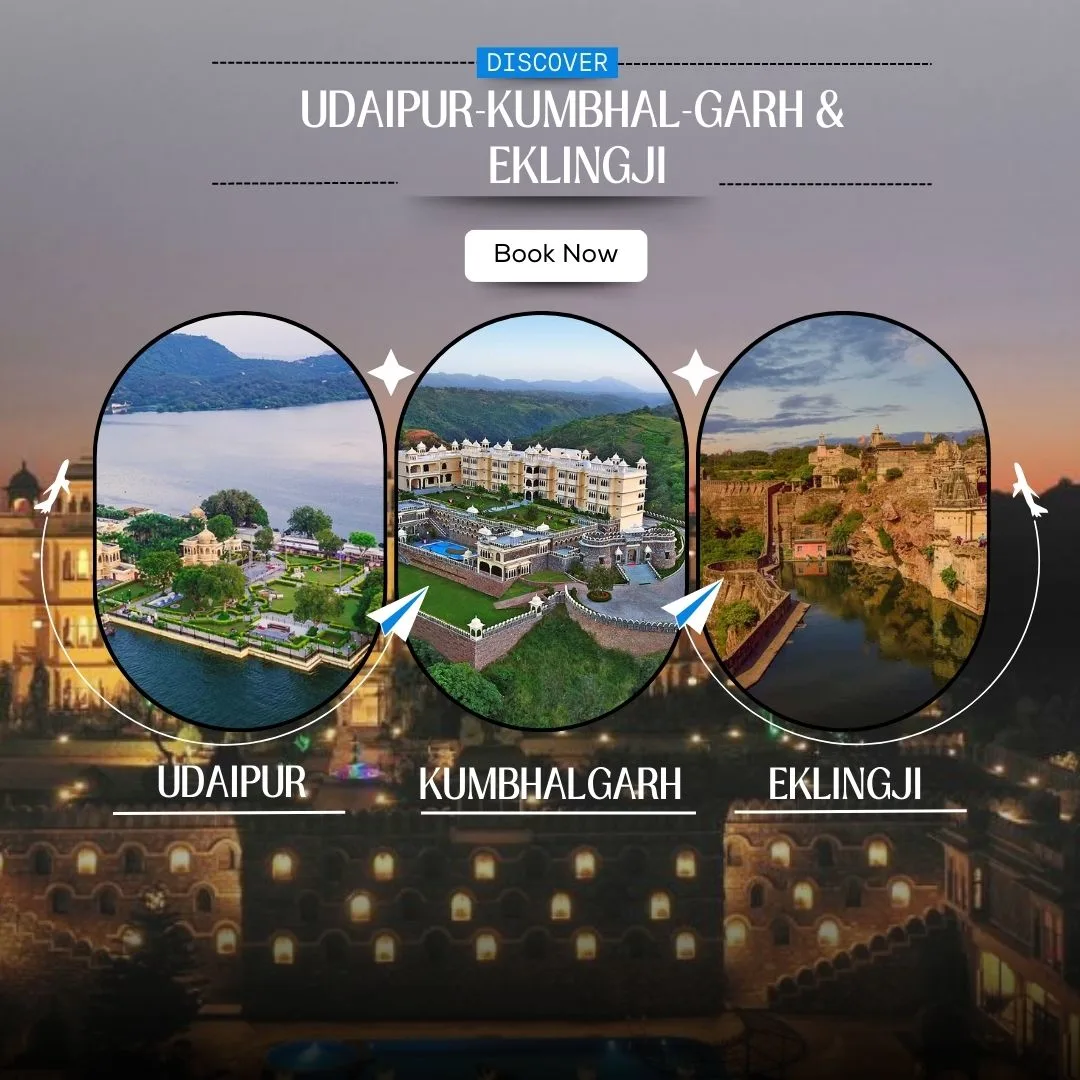 DISCOVER
UDAIPUR-KUMBHAL-GARH &
EKLINGJI
Book Now
UDAIPUR
KUMBHALGARH
EKLINGJI